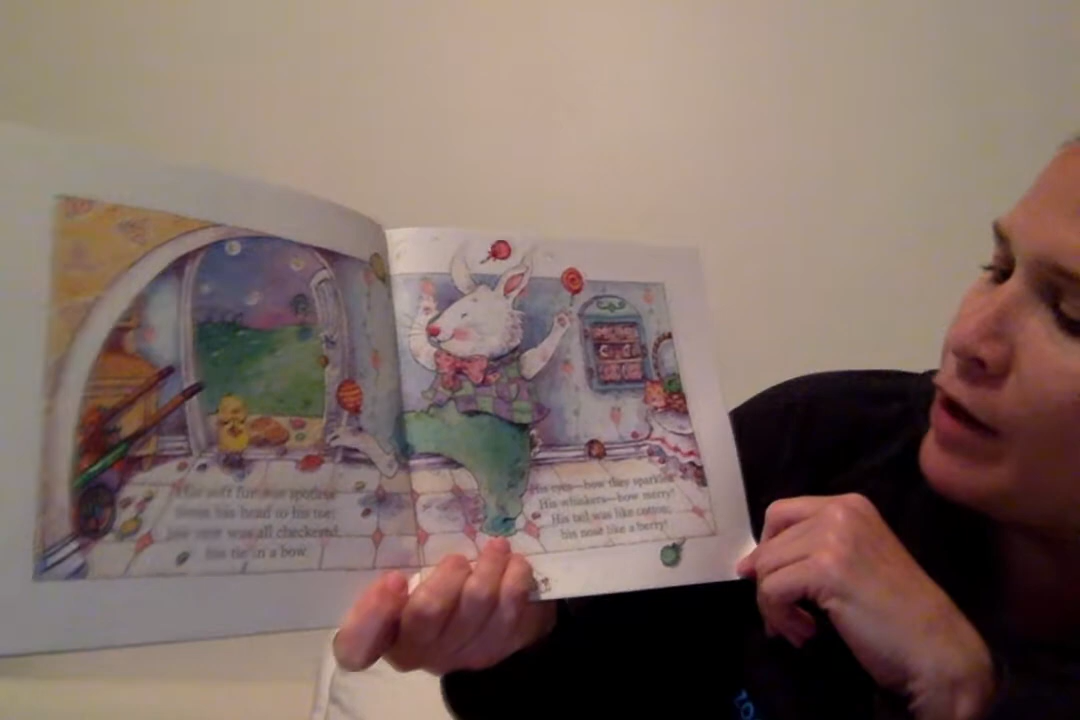 His soft fur was spotless
from his head to his toe;
his vest was all checkered,
his tie in a bow.
His eyes—how they sparkled!
His whiskers—how merry!
His tail was like cotton;
his nose like a berry!